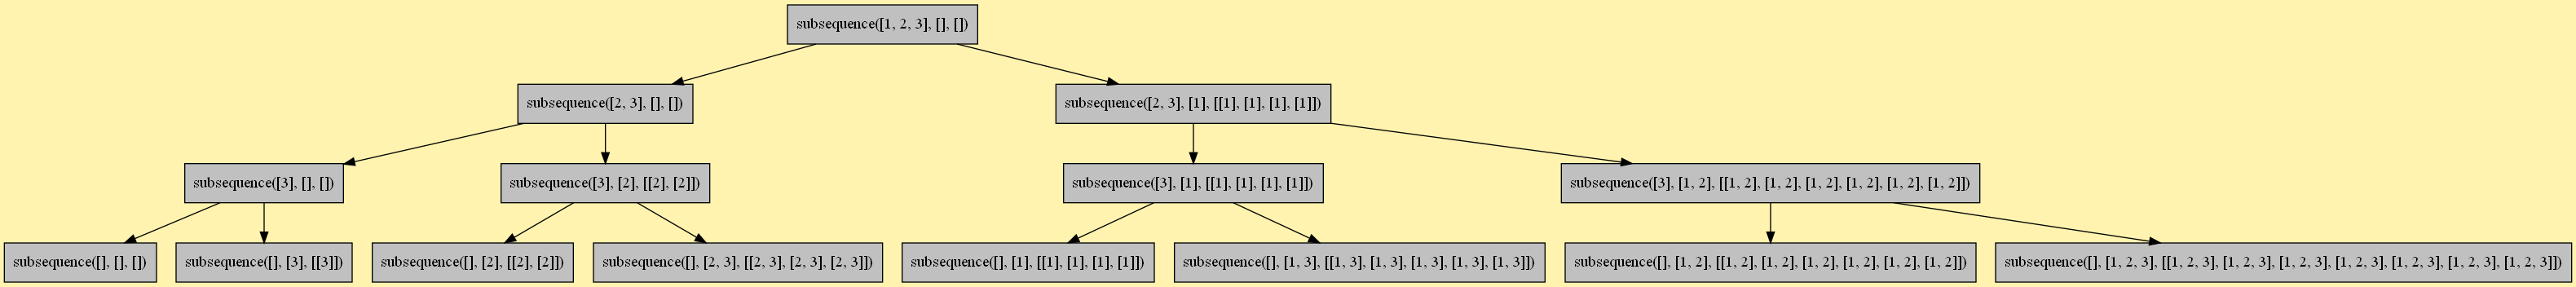 subsequence([1, 2, 3], [], [])
subsequence([2, 3], [], [])
subsequence([2, 3], [1], [[1], [1], [1], [1]])
subsequence([3], [], [])
subsequence([3], [2], [[2], [2]])
subsequence([3], [1], [[1], [1], [1], [1]])
subsequence([3], [1, 2], [[1, 2], [1, 2], [1, 2], [1, 2], [1, 2], [1, 2]])
subsequence([], [], [])
subsequence([], [3], [[3]])
subsequence([], [2], [[2], [2]])
subsequence([], [2, 3], [[2, 3], [2, 3], [2, 3]])
subsequence([], [1], [[1], [1], [1], [1]])
subsequence([], [1, 3], [[1, 3], [1, 3], [1, 3], [1, 3], [1, 3]])
subsequence([], [1, 2], [[1, 2], [1, 2], [1, 2], [1, 2], [1, 2], [1, 2]])
subsequence([], [1, 2, 3], [[1, 2, 3], [1, 2, 3], [1, 2, 3], [1, 2, 3], [1, 2, 3], [1, 2, 3], [1, 2, 3]])